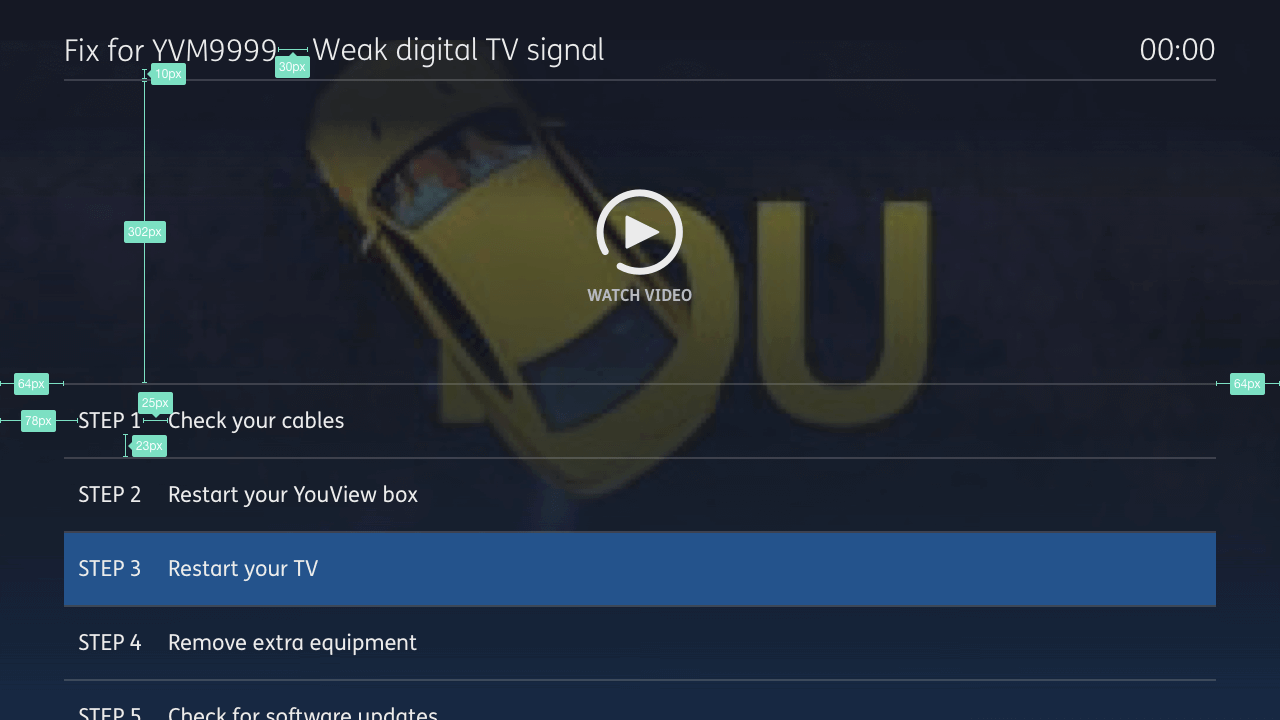 Fix for YVM9999 Weak digital TV signal 00:00
30px
10px
OU
302px
WATCH VIDEO
64px 64px
25px
78px STEP 1 Check your cables
23px
STEP 2 Restart your YouView box
STEP 3 Restart your TV
STEP 4 Remove extra equipment
STEP 5 Check for software updates